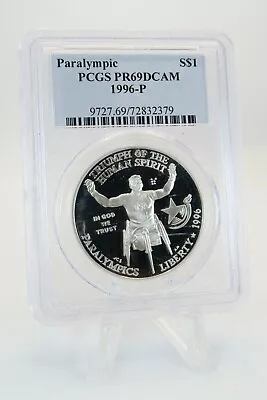 Paralympic S$1
PCGS PR69DCAM
1996-P
9727.69/72832379
TRIUMPH OF THE
HUMAN SPIRIT
IN GOD
WE
TRUST
PARALYMPICS LIBERTY 1996